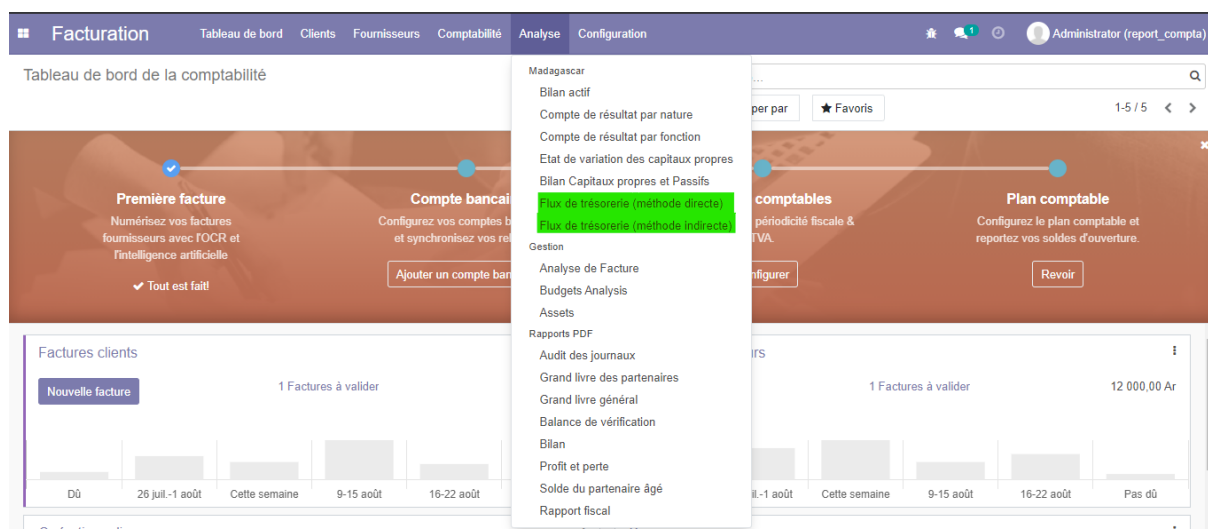 Facturation
Tableau de bord Clients Fournisseurs Comptabilité Analyse Configuration
1
Administrator (report_compta)
Tableau de bord de la comptabilité
...
per par
Favoris
1-5 / 5
Madagascar
Bilan actif
Compte de résultat par nature
Compte de résultat par fonction
Etat de variation des capitaux propres
Bilan Capitaux propres et Passifs
Flux de trésorerie (méthode directe)
Flux de trésorerie (méthode indirecte)
Gestion
Analyse de Facture
Budgets Analysis
Assets
Rapports PDF
Audit des journaux
Grand livre des partenaires
Grand livre général
Balance de vérification
Bilan
Profit et perte
Solde du partenaire âgé
Rapport fiscal
Première facture
Numérisez vos factures
fournisseurs avec l'OCR et
l'intelligence artificielle
Tout est fait!
Compte bancai
Configurez vos comptes b
et synchronisez vos rel
Ajouter un compte ban
comptables
périodicité fiscale &
TVA.
nfigurer
Plan comptable
Configurez le plan comptable et
reportez vos soldes d'ouverture.
Revoir
Factures clients
Nouvelle facture
1 Factures à valider
Dû 26 juil.-1 août Cette semaine 9-15 août 16-22 août
urs
1 Factures à valider
12 000,00 Ar
il.-1 août Cette semaine 9-15 août 16-22 août Pas dû